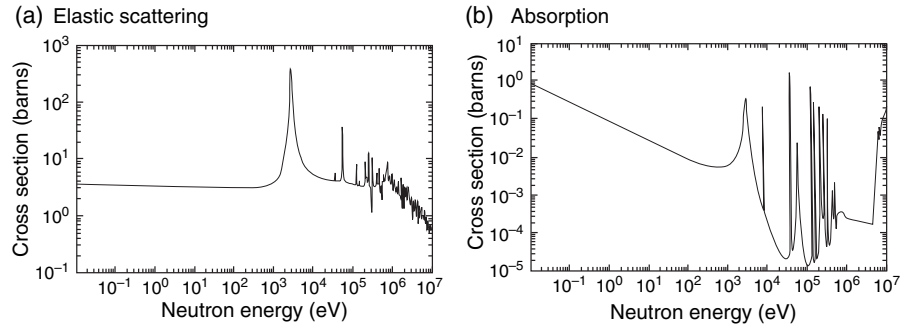 (a) Elastic scattering
Cross section (barns)
10³
10²
10¹
10⁰
10⁻¹
10⁻¹ 10⁰ 10¹ 10² 10³ 10⁴ 10⁵ 10⁶ 10⁷
Neutron energy (eV)
(b) Absorption
Cross section (barns)
10¹
10⁰
10⁻¹
10⁻²
10⁻³
10⁻⁴
10⁻⁵
10⁻¹ 10⁰ 10¹ 10² 10³ 10⁴ 10⁵ 10⁶ 10⁷
Neutron energy (eV)